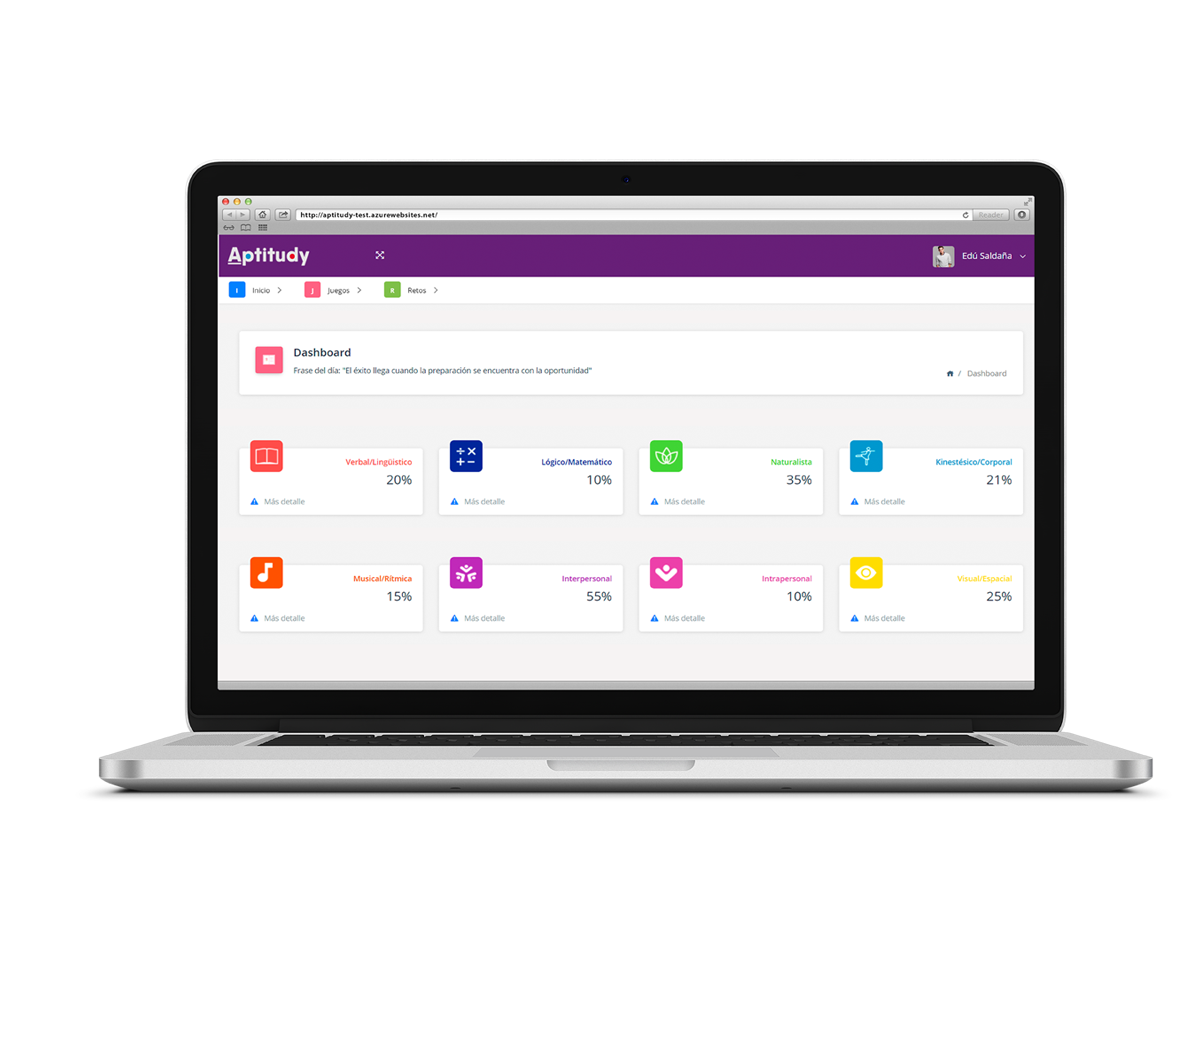 http://aptitudy-test.azurewebsites.net/
Reader
Aptitudy
Edú Saldaña
I Inicio
J Juegos
R Retos
Dashboard
Frase del día: "El éxito llega cuando la preparación se encuentra con la oportunidad"
/ Dashboard
Verbal/Lingüistico
20%
Más detalle
Lógico/Matemático
10%
Más detalle
Naturalista
35%
Más detalle
Kinestésico/Corporal
21%
Más detalle
Musical/Rítmica
15%
Más detalle
Interpersonal
55%
Más detalle
Intrapersonal
10%
Más detalle
Visual/Espacial
25%
Más detalle